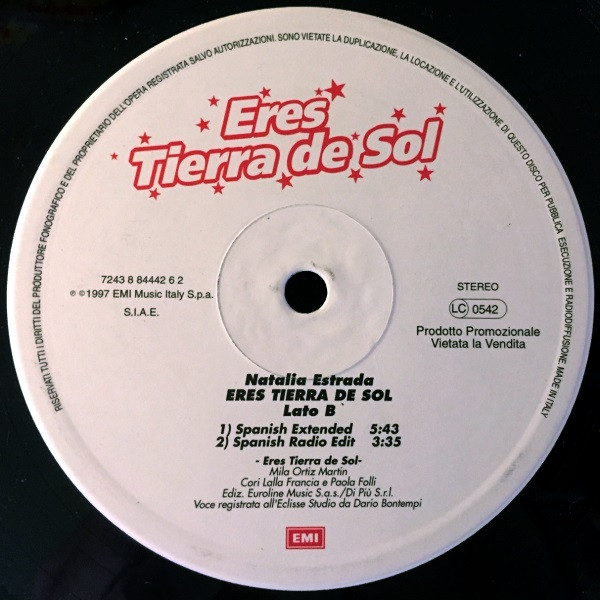 RISERVATI TUTTI I DIRITTI DEL PRODUTTORE FONOGRAFICO E DEL PROPRIETARIO DELL'OPERA REGISTRATA SALVO AUTORIZZAZIONI. SONO VIETATE LA DUPLICAZIONE, LA LOCAZIONE E L'UTILIZZAZIONE DI QUESTO DISCO PER PUBBLICA ESECUZIONE E RADIODIFFUSIONE. MADE IN ITALY
Eres
Tierra de Sol
7243 8 84442 6 2
℗ ©1997 EMI Music Italy S.p.a.
S.I.A.E.
STEREO
LC 0542
Prodotto Promozionale
Vietata la Vendita
Natalia Estrada
ERES TIERRA DE SOL
Lato B
1) Spanish Extended 5:43
2) Spanish Radio Edit 3:35
- Eres Tierra de Sol-
Mila Ortiz Martin
Cori Lalla Francia e Paola Folli
Ediz. Euroline Music S.a.s./Di Più S.r.l.
Voce registrata all'Eclisse Studio da Dario Bontempi
EMI